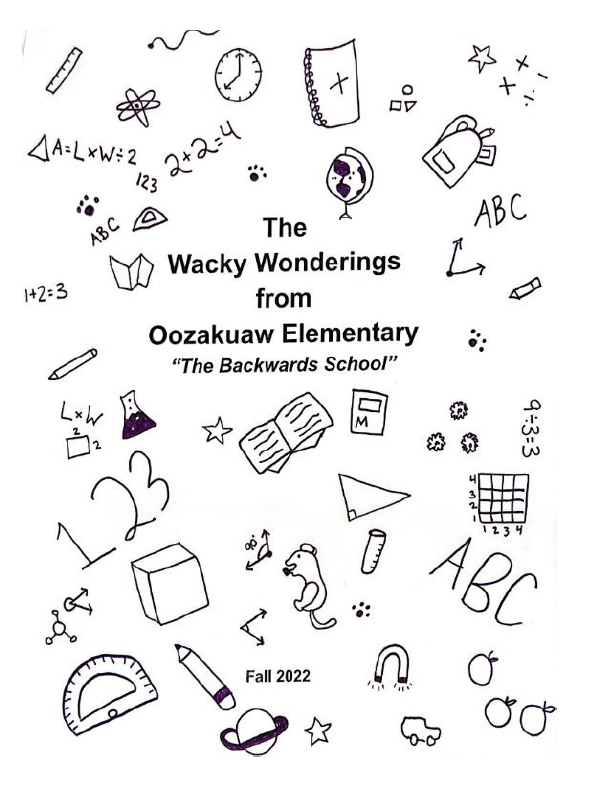 A=L×W÷2
2×2=4
123
ABC
ABC
The
Wacky Wonderings
from
Oozakuaw Elementary
“The Backwards School”
1+2=3
L×W
2
2
M
9÷3=3
4
3
2
1
1 2 3 4
123
90°
ABC
Fall 2022